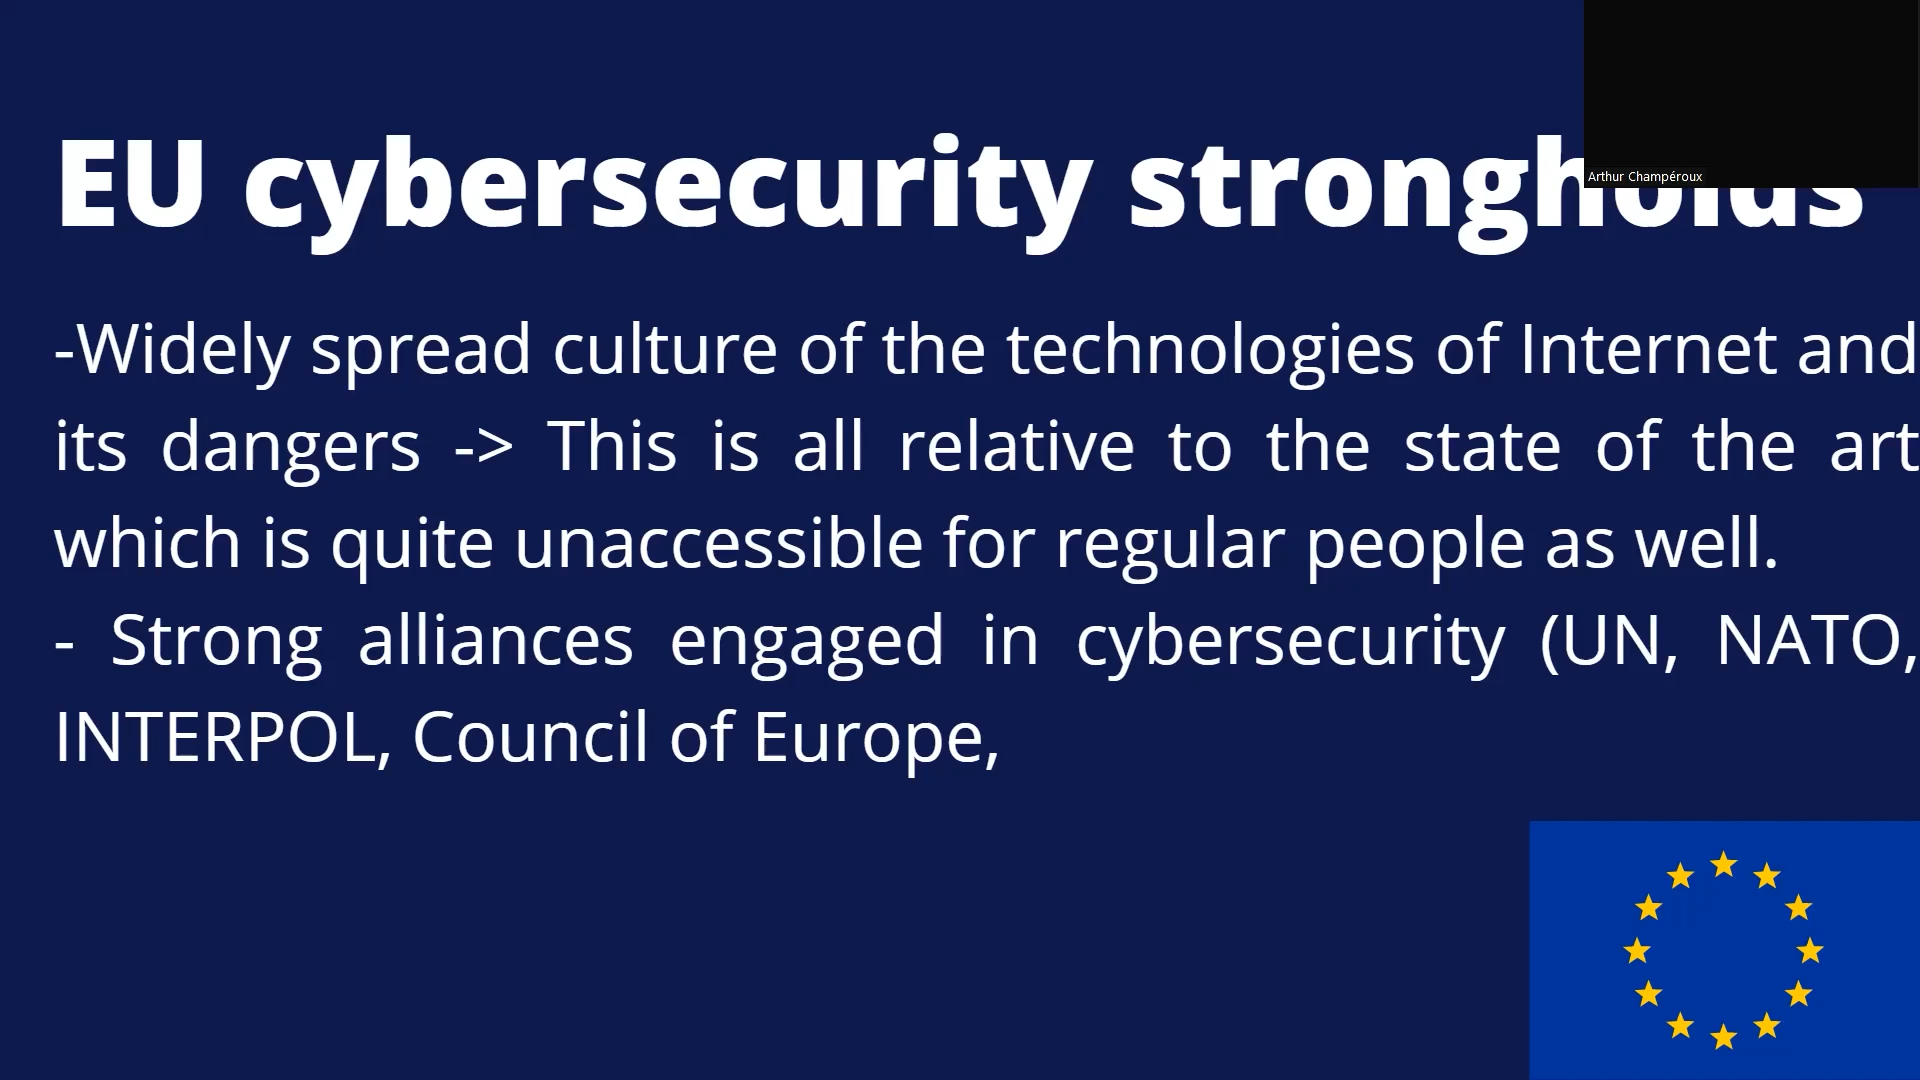 EU cybersecurity strongholds
Arthur Champéroux
-Widely spread culture of the technologies of Internet and
its dangers -> This is all relative to the state of the art
which is quite unaccessible for regular people as well.
- Strong alliances engaged in cybersecurity (UN, NATO,
INTERPOL, Council of Europe,